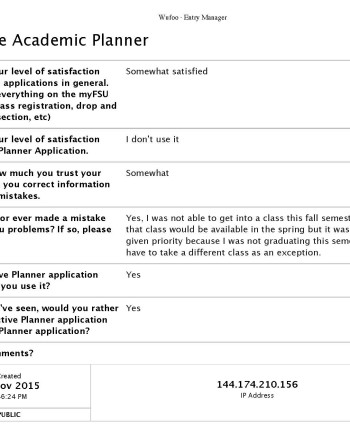 Wufoo · Entry Manager
e Academic Planner
ur level of satisfaction Somewhat satisfied
applications in general.
everything on the myFSU
ass registration, drop and
section, etc)
ur level of satisfaction I don't use it
Planner Application.
ow much you trust your Somewhat
you correct information
mistakes.
or ever made a mistake Yes, I was not able to get into a class this fall semest
u problems? If so, please that class would be available in the spring but it was
given priority because I was not graduating this seme
have to take a different class as an exception.
ve Planner application Yes
you use it?
've seen, would you rather Yes
ctive Planner application
Planner application?
mments?
Created
ov 2015
6:24 PM
PUBLIC
144.174.210.156
IP Address